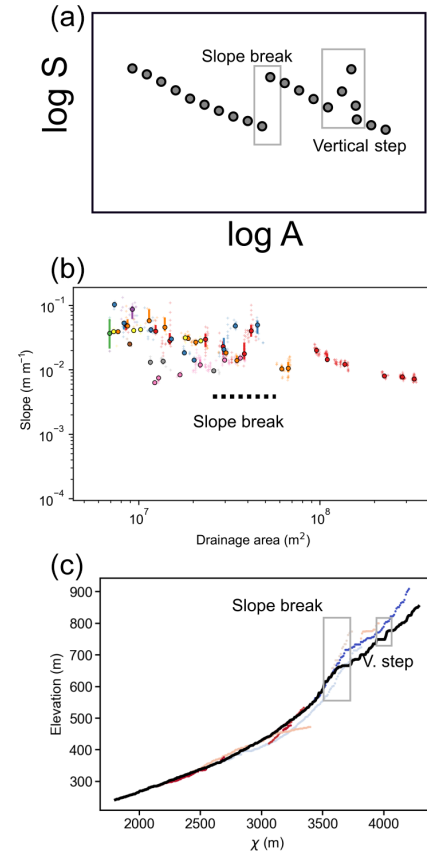 (a)
log S
Slope break
Vertical step
log A
(b)
Slope (m m⁻¹)
10⁻¹
10⁻²
10⁻³
10⁻⁴
Slope break
10⁷
10⁸
Drainage area (m²)
(c)
Elevation (m)
900
800
700
600
500
400
300
Slope break
V. step
2000
2500
3000
3500
4000
χ (m)